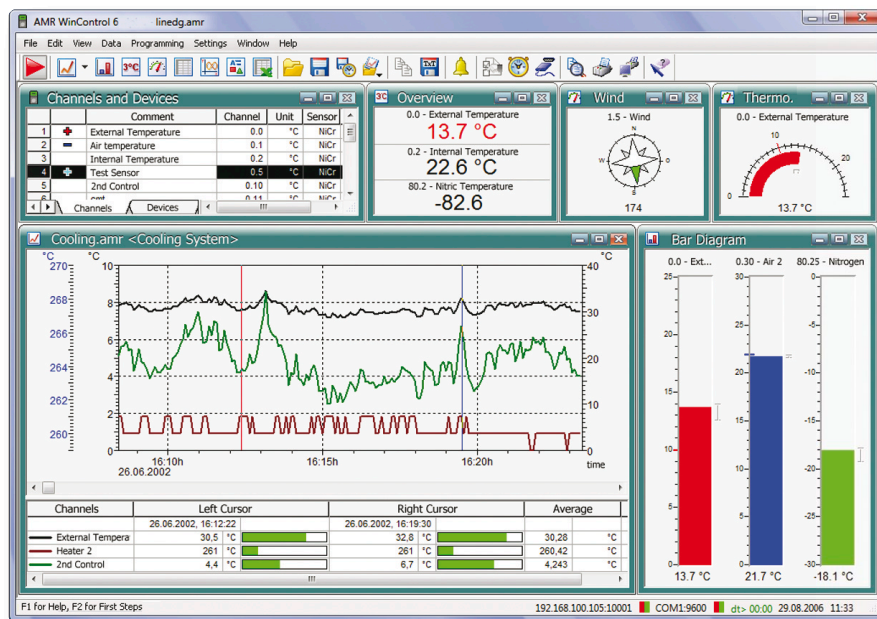 AMR WinControl 6 linedg.amr
File Edit View Data Programming Settings Window Help
3°C
TXT
Channels and Devices
Comment Channel Unit Sensor
1 External Temperature 0.0 °C NiCr
2 Air temperature 0.1 °C NiCr
3 Internal Temperature 0.2 °C NiCr
4 Test Sensor 0.5 °C NiCr
5 2nd Control 0.10 °C NiCr
Channels Devices
3C Overview
0.0 - External Temperature
13.7 °C
0.2 - Internal Temperature
22.6 °C
80.2 - Nitric Temperature
-82.6
Wind
1.5 - Wind
N
W O
S
174
Thermo.
0.0 - External Temperature
10
20
0
13.7 °C
Cooling.amr <Cooling System>
°C °C °C
270 10 40
268 8
30
266 6
20
264 4
262 2
10
260
0 0
16:10h 16:15h 16:20h time
26.06.2002
Channels Left Cursor Right Cursor Average
26.06.2002, 16:12:22 26.06.2002, 16:19:30
External Tempera 30,5 °C 32,8 °C 30,28 °C
Heater 2 261 °C 261 °C 260,42 °C
2nd Control 4,4 °C 6,7 °C 4,243 °C
Bar Diagram
0.0 - Ext... 0.30 - Air 2 80.25 - Nitrogen
25 30 0
25 -5
20
20 -10
15
15 -15
10
10 -20
5
5 -25
0 0 -30
13.7 °C 21.7 °C -18.1 °C
F1 for Help, F2 for First Steps
192.168.100.105:10001 COM1:9600 dt> 00:00 29.08.2006 11:33